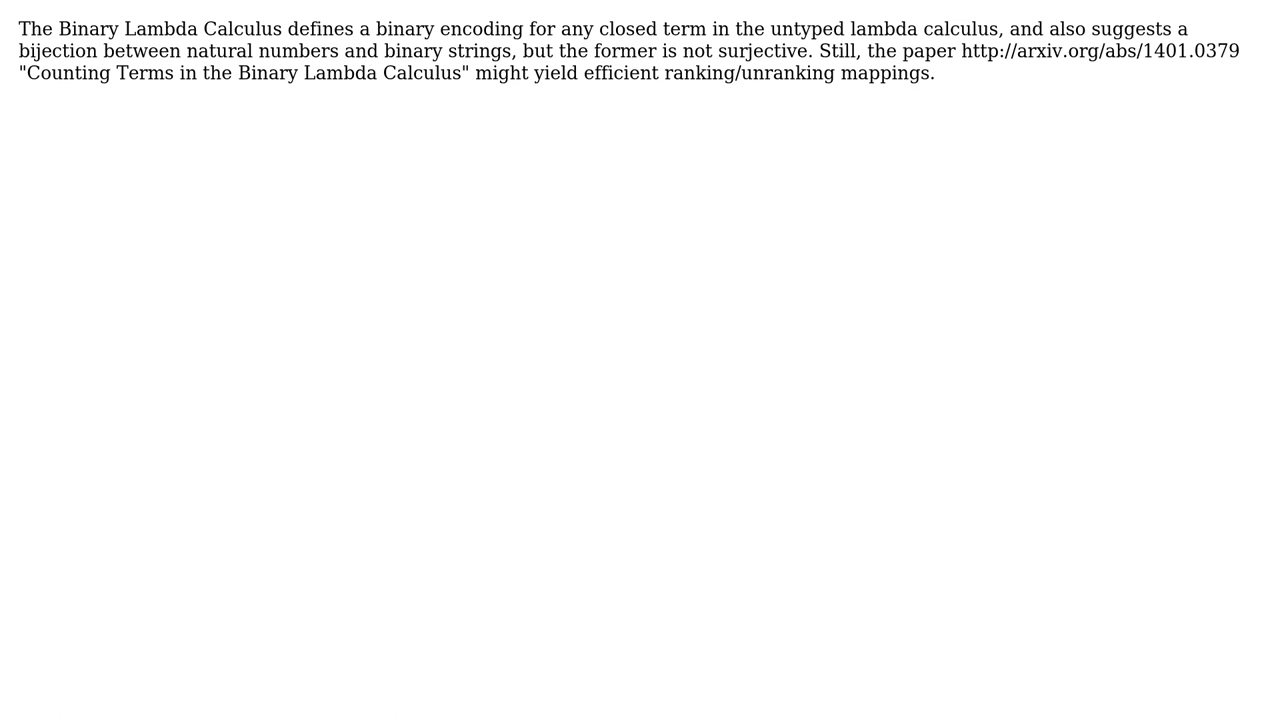 The Binary Lambda Calculus defines a binary encoding for any closed term in the untyped lambda calculus, and also suggests a
bijection between natural numbers and binary strings, but the former is not surjective. Still, the paper http://arxiv.org/abs/1401.0379
"Counting Terms in the Binary Lambda Calculus" might yield efficient ranking/unranking mappings.